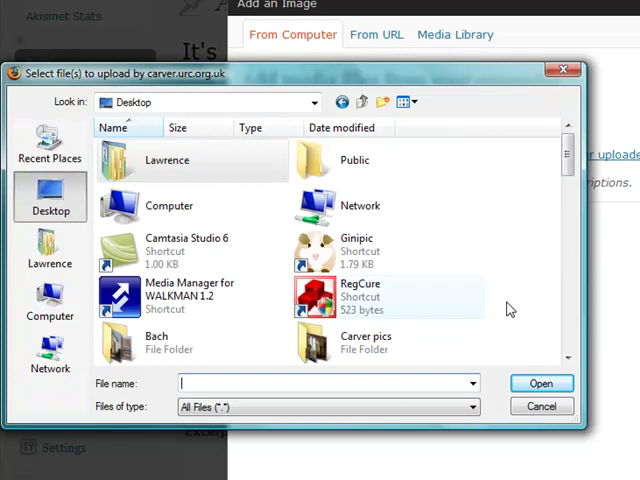 Akismet Stats
Add an Image
It's
From Computer From URL Media Library
Select file(s) to upload by carver.urc.org.uk
Look in: Desktop
Name Size Type Date modified
Recent Places
Desktop
Lawrence
Computer
Network
Lawrence
Public
Computer
Network
Camtasia Studio 6
Shortcut
1.00 KB
Ginipic
Shortcut
1.79 KB
Media Manager for
WALKMAN 1.2
Shortcut
RegCure
Shortcut
523 bytes
Bach
File Folder
Carver pics
File Folder
File name:
Open
Files of type: All Files (*.*)
Cancel
Settings